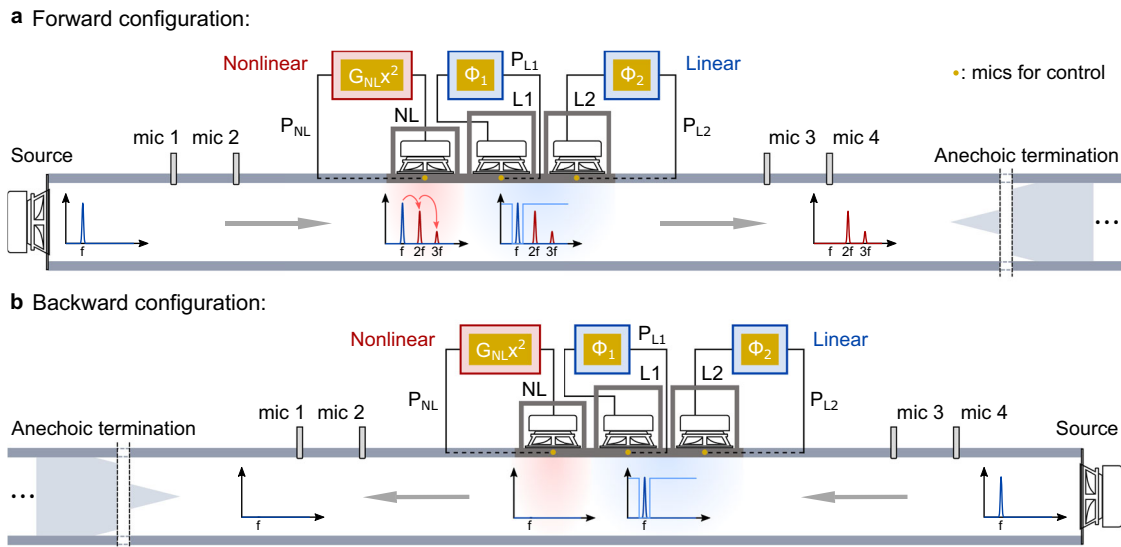 a Forward configuration:
Nonlinear
G_NL x²
Φ₁
P_L1
Φ₂
Linear
•: mics for control
L1
L2
P_NL
NL
P_L2
mic 1
mic 2
mic 3
mic 4
Source
Anechoic termination
f
f 2f 3f
f 2f 3f
f 2f 3f
b Backward configuration:
Nonlinear
G_NL x²
Φ₁
P_L1
Φ₂
Linear
L1
L2
P_NL
NL
P_L2
mic 1
mic 2
mic 3
mic 4
Anechoic termination
Source
f
f
f
f